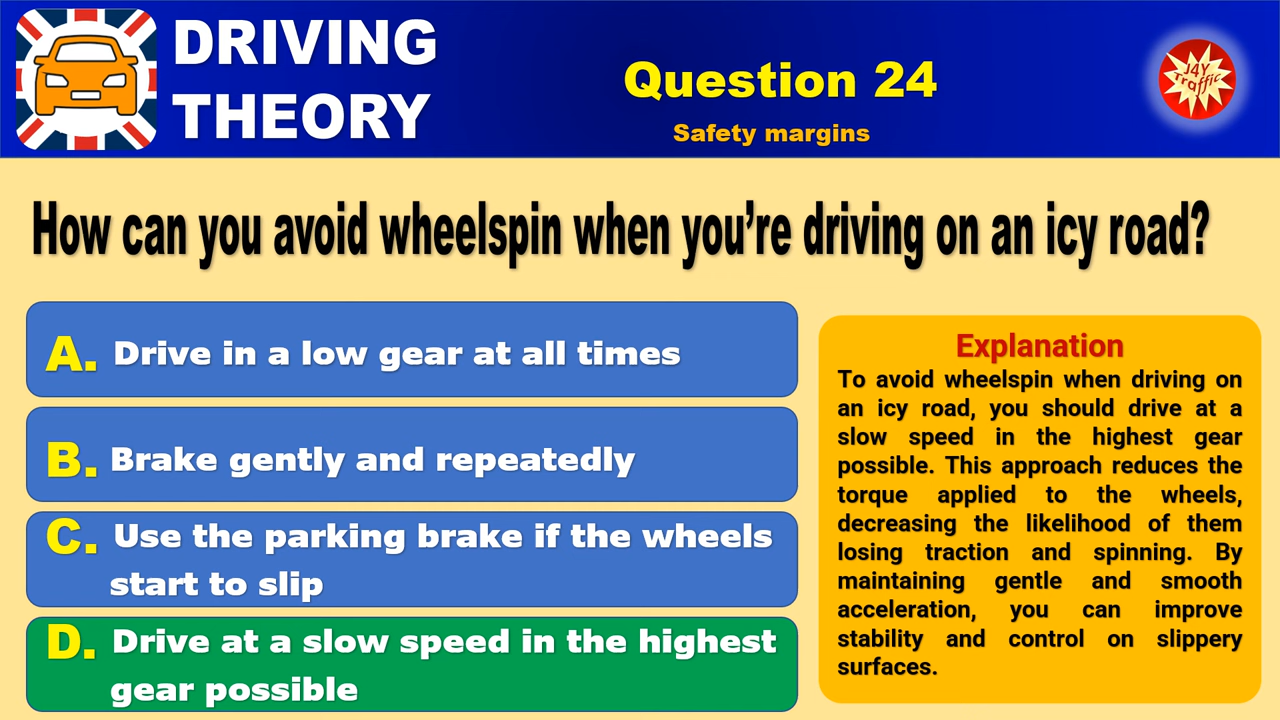 DRIVING
THEORY
Question 24
Safety margins
J4Y
Traffic
How can you avoid wheelspin when you’re driving on an icy road?
A. Drive in a low gear at all times
B. Brake gently and repeatedly
C. Use the parking brake if the wheels
start to slip
D. Drive at a slow speed in the highest
gear possible
Explanation
To avoid wheelspin when driving on
an icy road, you should drive at a
slow speed in the highest gear
possible. This approach reduces the
torque applied to the wheels,
decreasing the likelihood of them
losing traction and spinning. By
maintaining gentle and smooth
acceleration, you can improve
stability and control on slippery
surfaces.